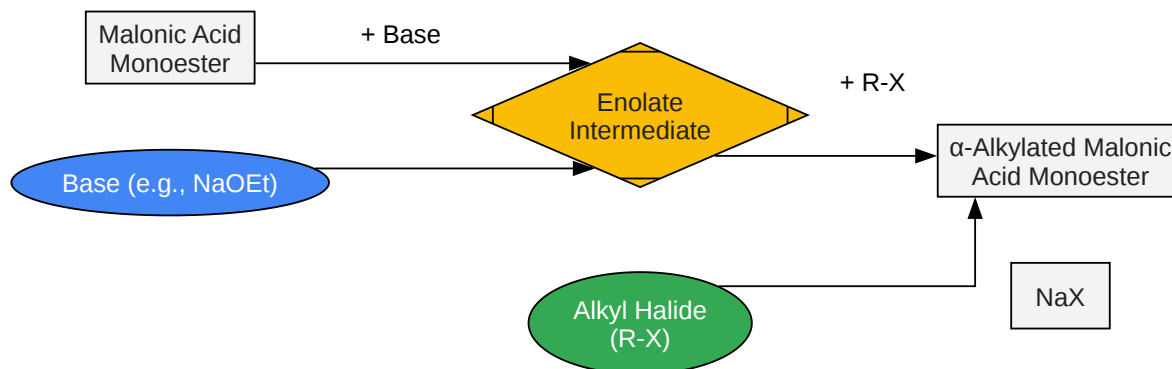 Malonic Acid
Monoester
+ Base
Enolate
Intermediate
+ R-X
α-Alkylated Malonic
Acid Monoester
Base (e.g., NaOEt)
Alkyl Halide
(R-X)
NaX